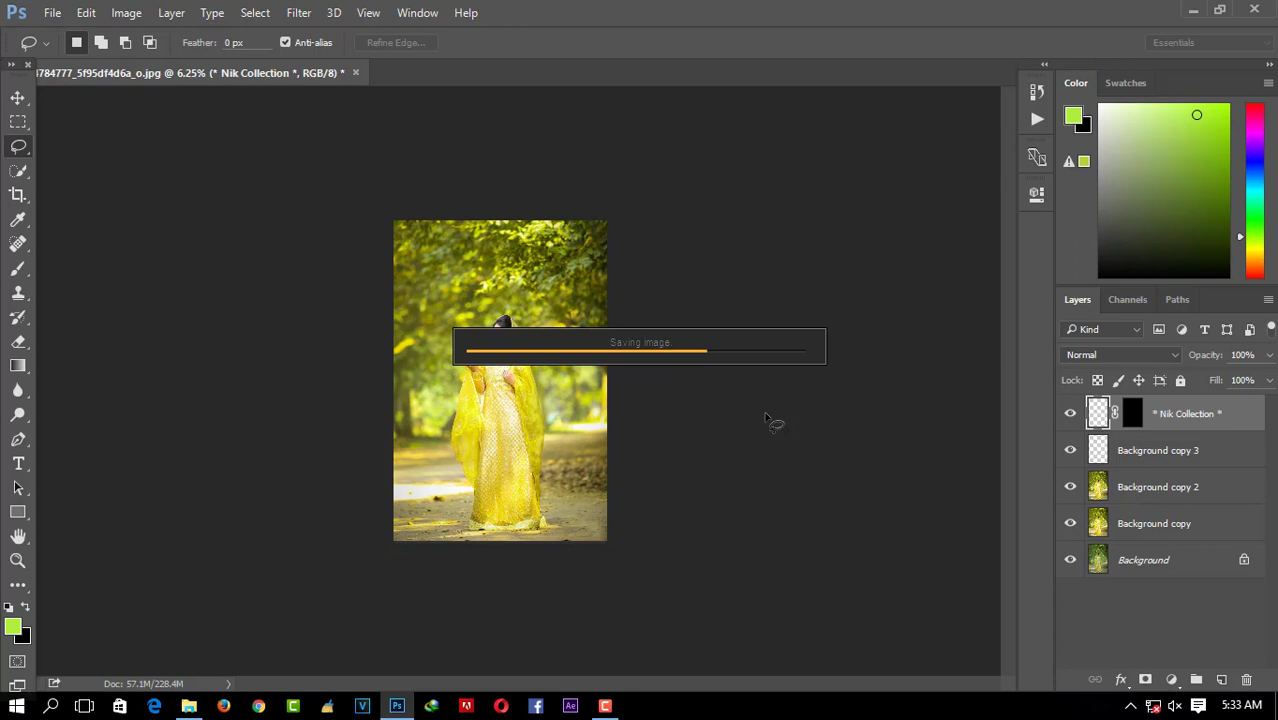 Ps File Edit Image Layer Type Select Filter 3D View Window Help
Feather: 0 px Anti-alias Refine Edge... Essentials
4784777_5f95df4d6a_o.jpg @ 6.25% (* Nik Collection *, RGB/8) *
Color Swatches
Saving image.
Layers Channels Paths
Kind
Normal Opacity: 100%
Lock: Fill: 100%
* Nik Collection *
Background copy 3
Background copy 2
Background copy
Background
Doc: 57.1M/228.4M
5:33 AM